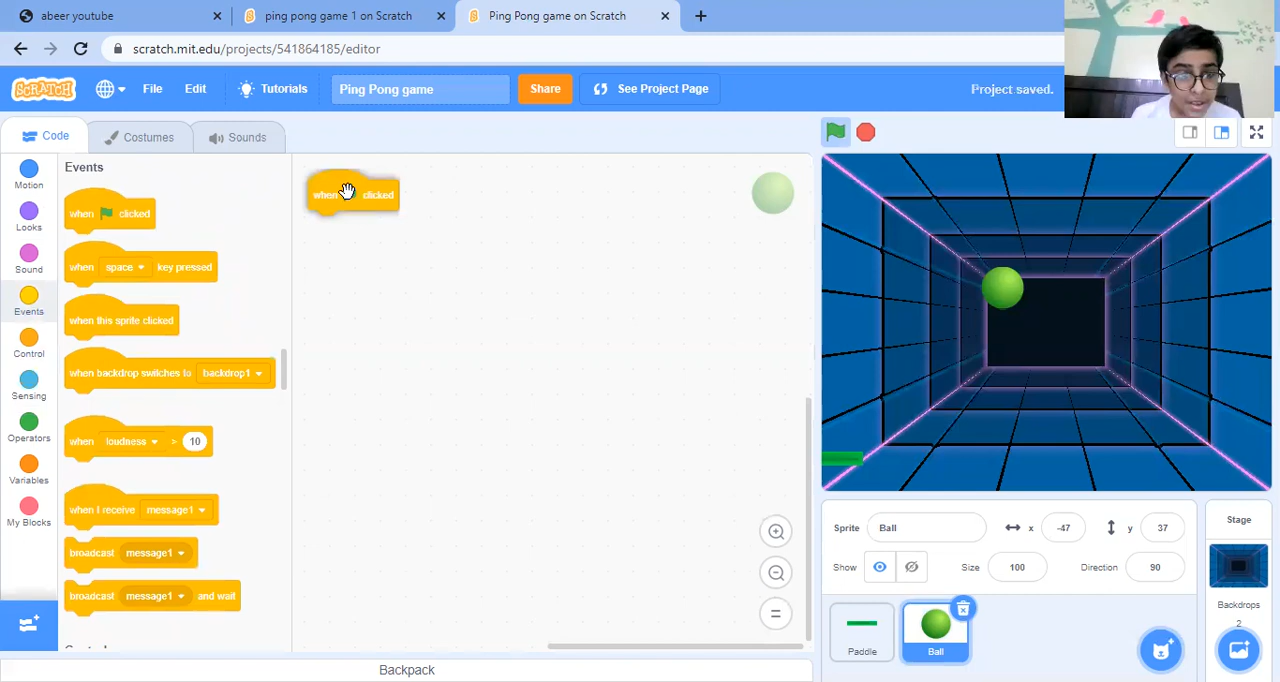 abeer youtube
ping pong game 1 on Scratch
Ping Pong game on Scratch
scratch.mit.edu/projects/541864185/editor
SCRATCH
File
Edit
Tutorials
Ping Pong game
Share
See Project Page
Project saved.
Code
Costumes
Sounds
Motion
Looks
Sound
Events
Control
Sensing
Operators
Variables
My Blocks
Events
when clicked
when space key pressed
when this sprite clicked
when backdrop switches to backdrop1
when loudness > 10
when I receive message1
broadcast message1
broadcast message1 and wait
when clicked
Sprite Ball x -47 y 37
Show Size 100 Direction 90
Paddle
Ball
Stage
Backdrops
2
Backpack